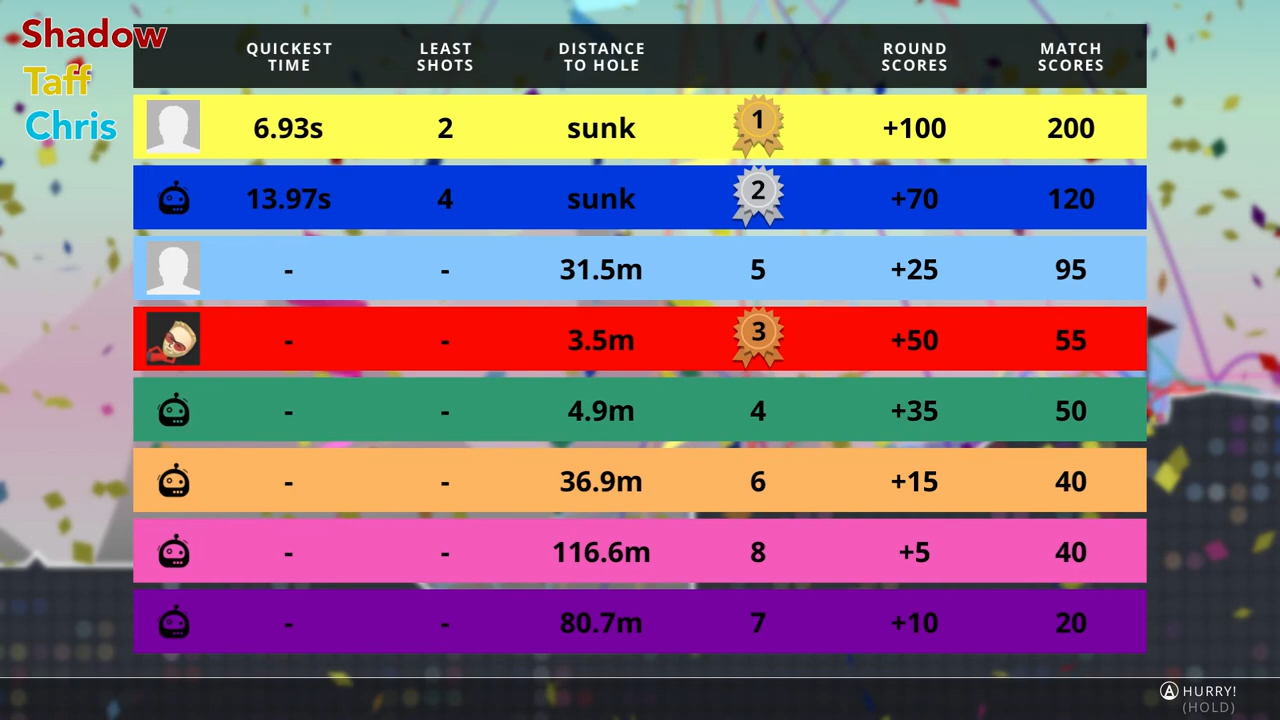 Shadow
Taff
Chris
QUICKEST TIME
LEAST SHOTS
DISTANCE TO HOLE
ROUND SCORES
MATCH SCORES
6.93s 2 sunk 1 +100 200
13.97s 4 sunk 2 +70 120
- - 31.5m 5 +25 95
- - 3.5m 3 +50 55
- - 4.9m 4 +35 50
- - 36.9m 6 +15 40
- - 116.6m 8 +5 40
- - 80.7m 7 +10 20
A HURRY!
(HOLD)